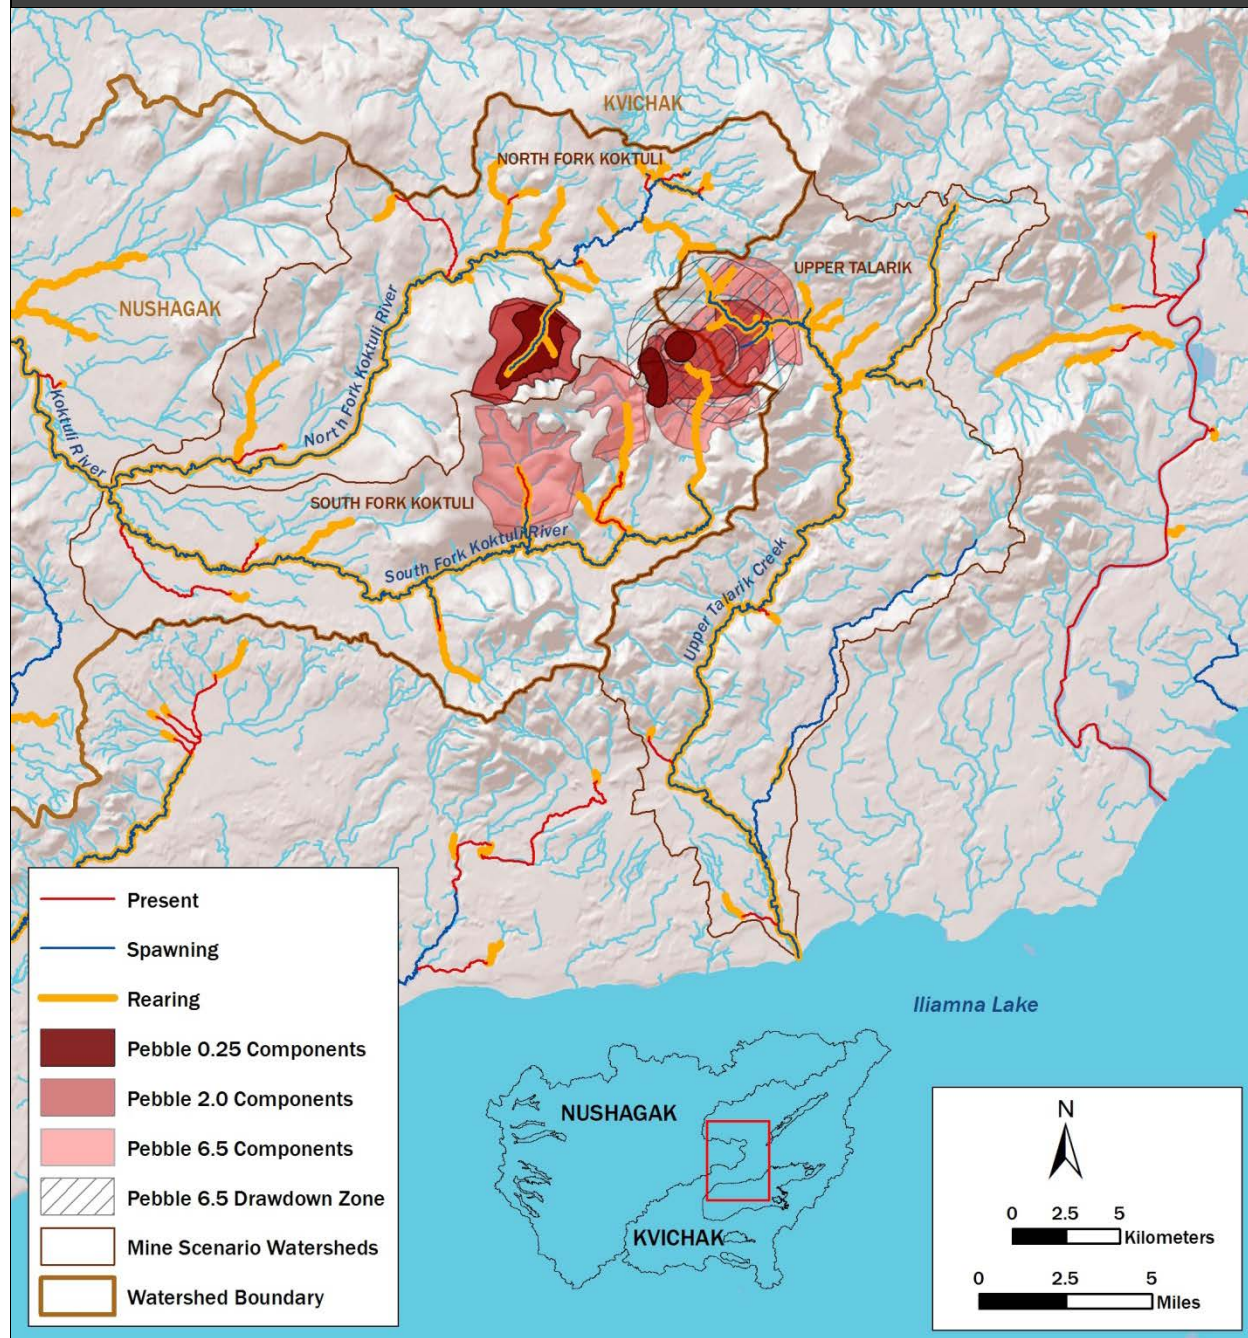 KVICHAK
NORTH FORK KOKTULI
UPPER TALARIK
NUSHAGAK
North Fork Koktuli River
Koktuli River
SOUTH FORK KOKTULI
South Fork Koktuli River
Upper Talarik Creek
Iliamna Lake
Present
Spawning
Rearing
Pebble 0.25 Components
Pebble 2.0 Components
Pebble 6.5 Components
Pebble 6.5 Drawdown Zone
Mine Scenario Watersheds
Watershed Boundary
NUSHAGAK
KVICHAK
N
0 2.5 5
Kilometers
0 2.5 5
Miles